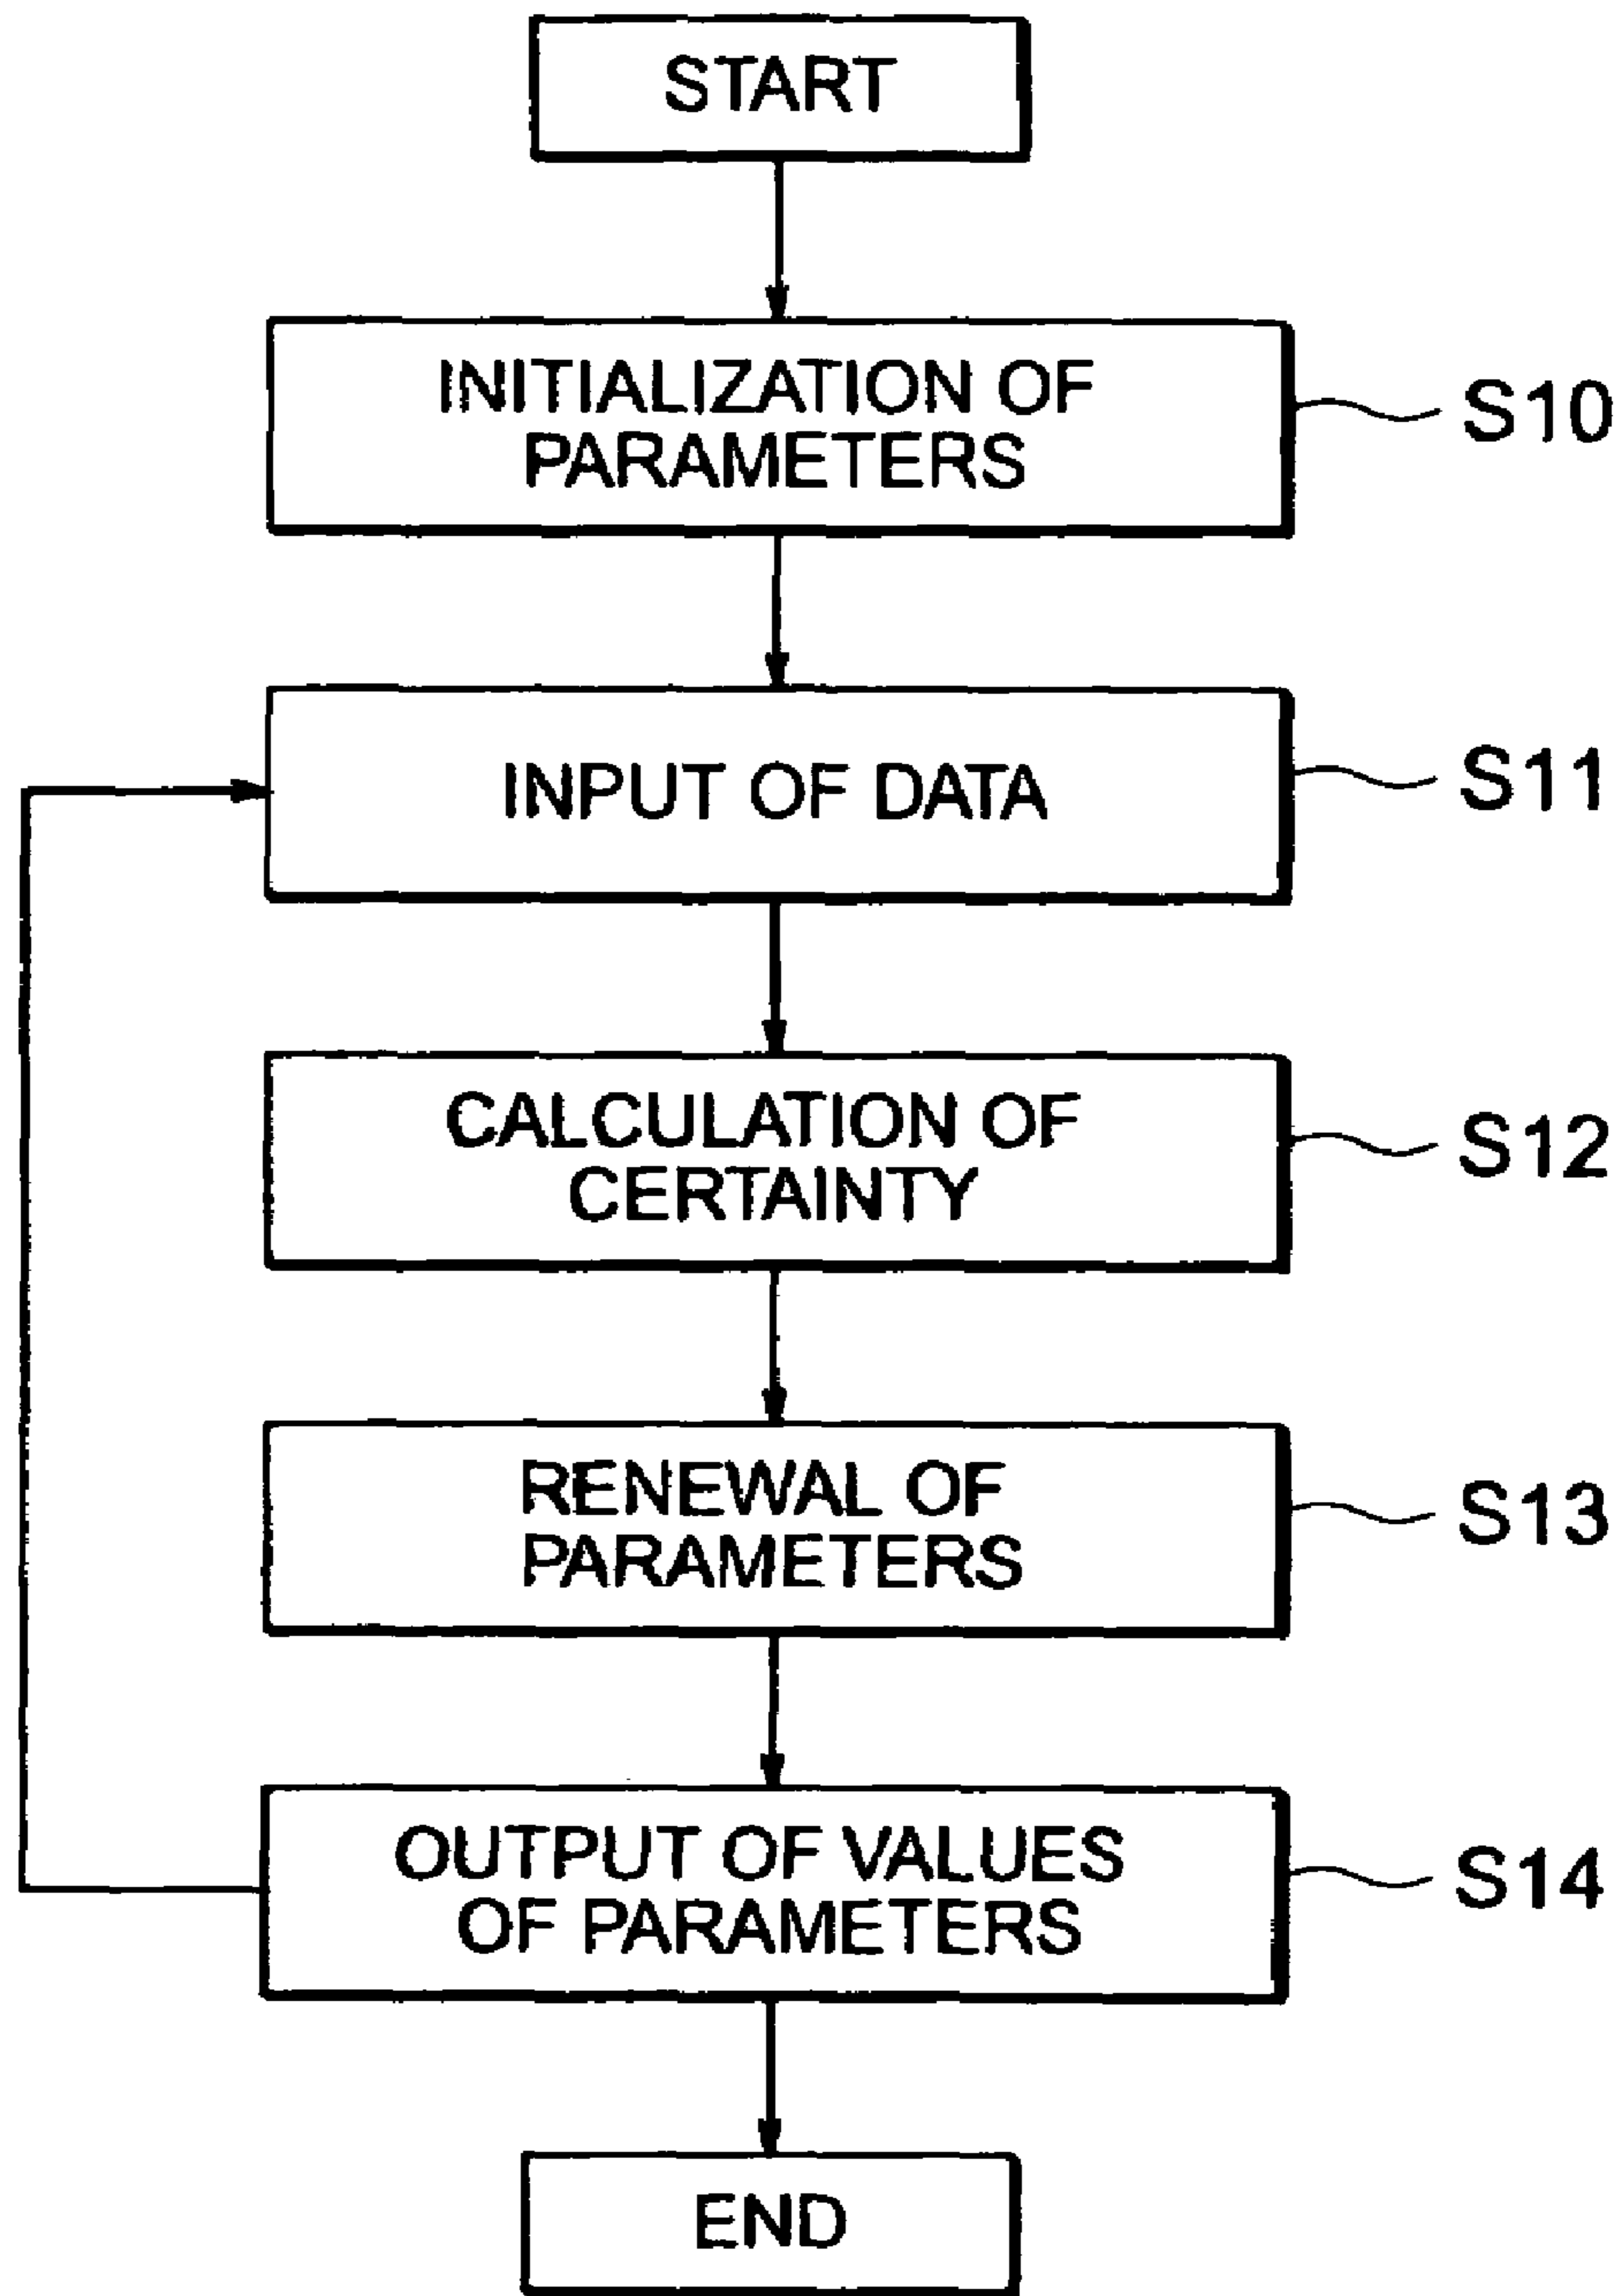 START
INITIALIZATION OF
PARAMETERS
S10
INPUT OF DATA
S11
CALCULATION OF
CERTAINTY
S12
RENEWAL OF
PARAMETERS
S13
OUTPUT OF VALUES
OF PARAMETERS
S14
END